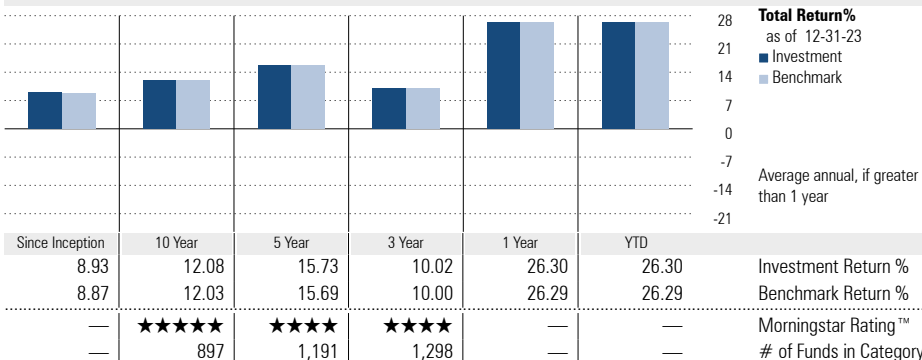 28
21
14
7
0
-7
-14
-21
Total Return%
as of 12-31-23
Investment
Benchmark
Average annual, if greater
than 1 year
Since Inception 10 Year 5 Year 3 Year 1 Year YTD
8.93 12.08 15.73 10.02 26.30 26.30 Investment Return %
8.87 12.03 15.69 10.00 26.29 26.29 Benchmark Return %
— ★★★★★ ★★★★ ★★★★ — — Morningstar Rating™
— 897 1,191 1,298 — — # of Funds in Category